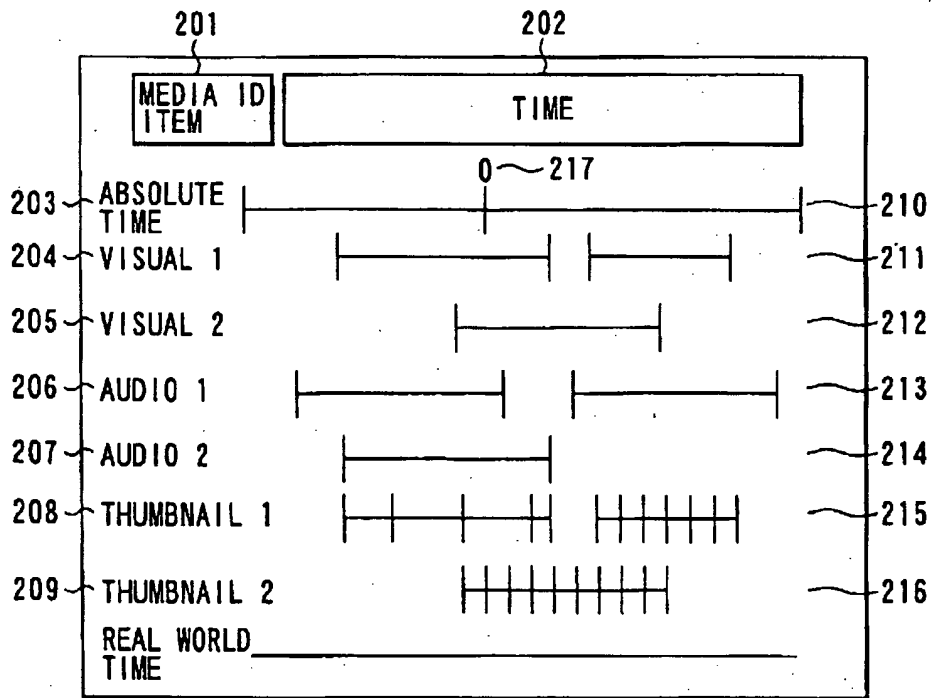 201 202
MEDIA ID TIME
ITEM
0 217
203 ABSOLUTE 210
TIME
204 VISUAL 1 211
205 VISUAL 2 212
206 AUDIO 1 213
207 AUDIO 2 214
208 THUMBNAIL 1 215
209 THUMBNAIL 2 216
REAL WORLD
TIME